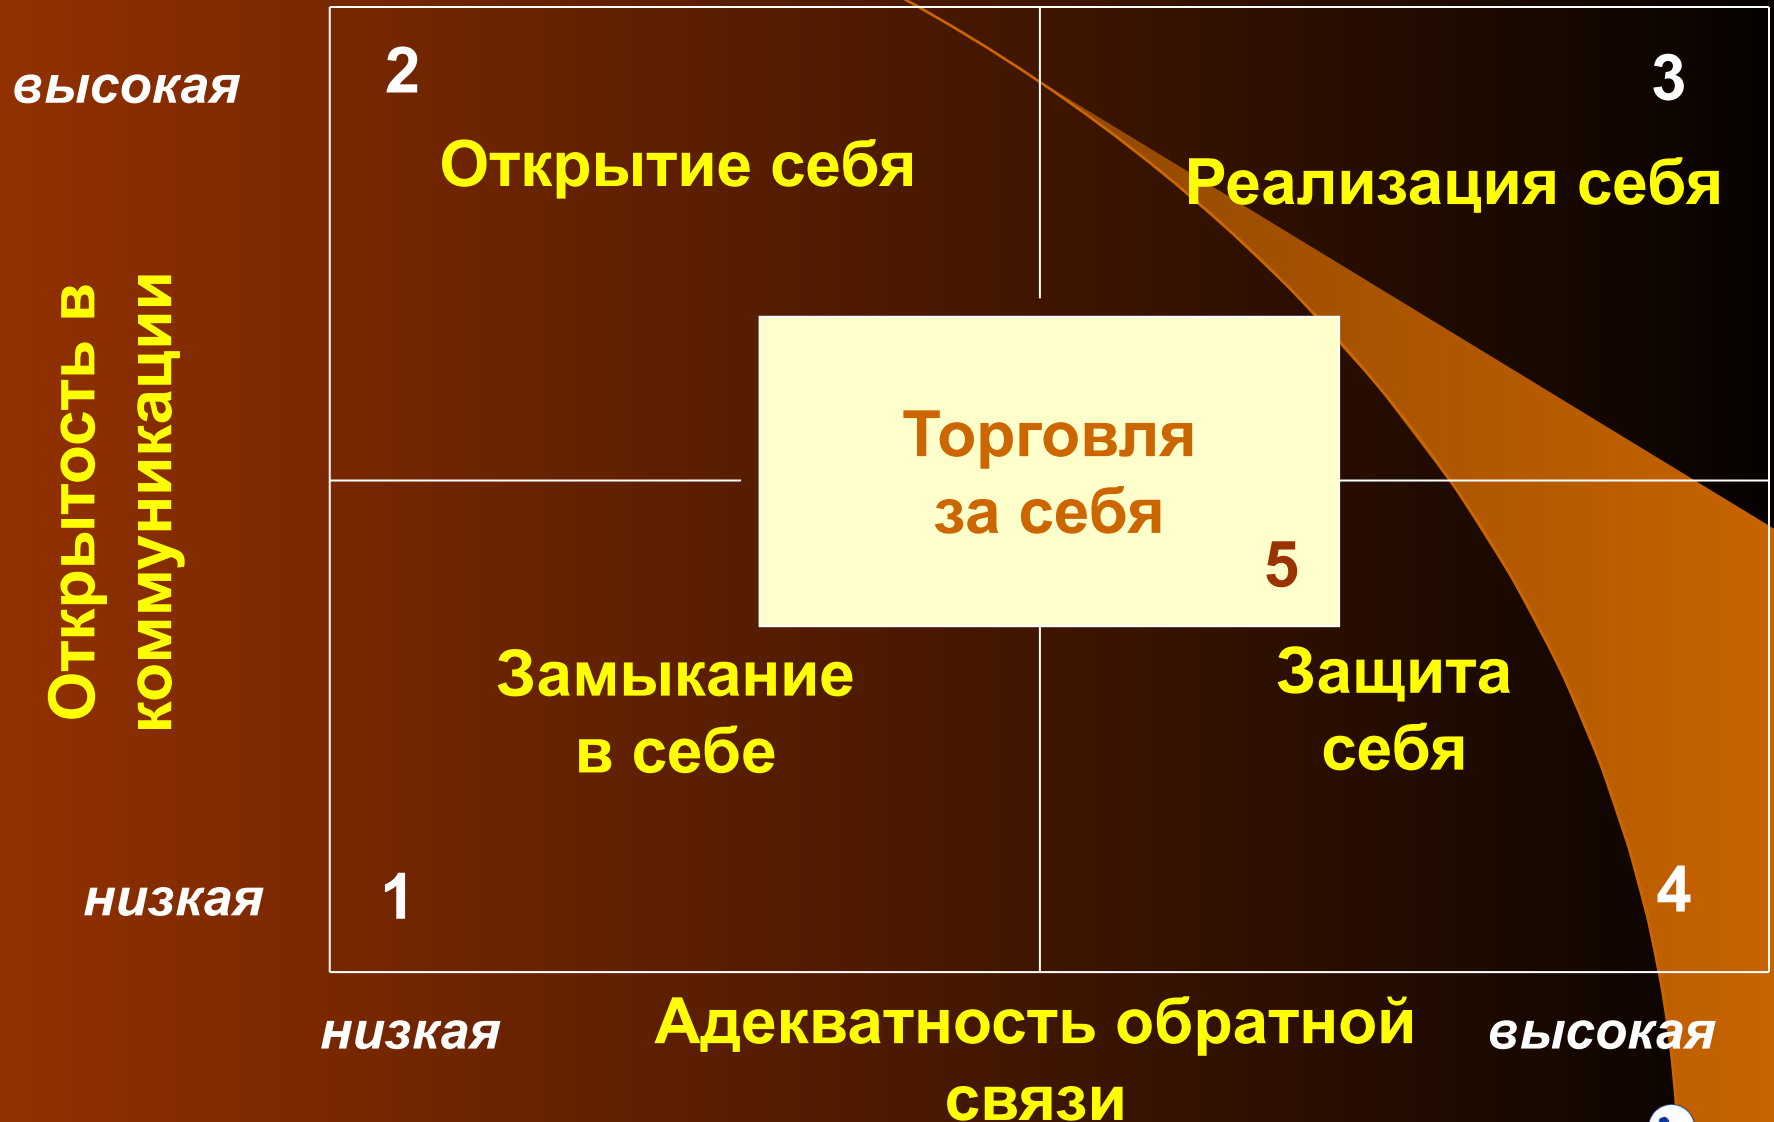 высокая
2
3
Открытие себя
Реализация себя
Открытость в
коммуникации
Торговля
за себя
5
Замыкание
в себе
Защита
себя
низкая
1
4
низкая
Адекватность обратной
связи
высокая